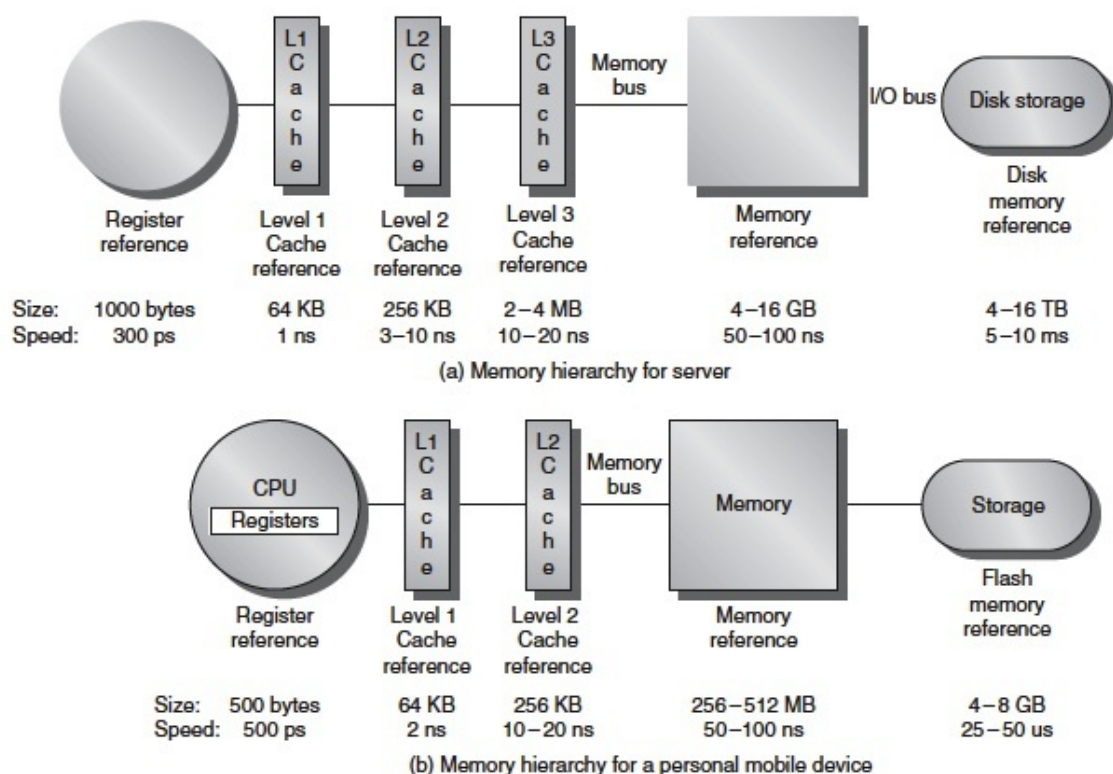 L1 Cache
L2 Cache
L3 Cache
Memory
bus
I/O bus
Disk storage
Register
reference
Level 1
Cache
reference
Level 2
Cache
reference
Level 3
Cache
reference
Memory
reference
Disk
memory
reference
Size: 1000 bytes 64 KB 256 KB 2–4 MB 4–16 GB 4–16 TB
Speed: 300 ps 1 ns 3–10 ns 10–20 ns 50–100 ns 5–10 ms
(a) Memory hierarchy for server
CPU
Registers
L1 Cache
L2 Cache
Memory
bus
Memory
Storage
Register
reference
Level 1
Cache
reference
Level 2
Cache
reference
Memory
reference
Flash
memory
reference
Size: 500 bytes 64 KB 256 KB 256–512 MB 4–8 GB
Speed: 500 ps 2 ns 10–20 ns 50–100 ns 25–50 us
(b) Memory hierarchy for a personal mobile device